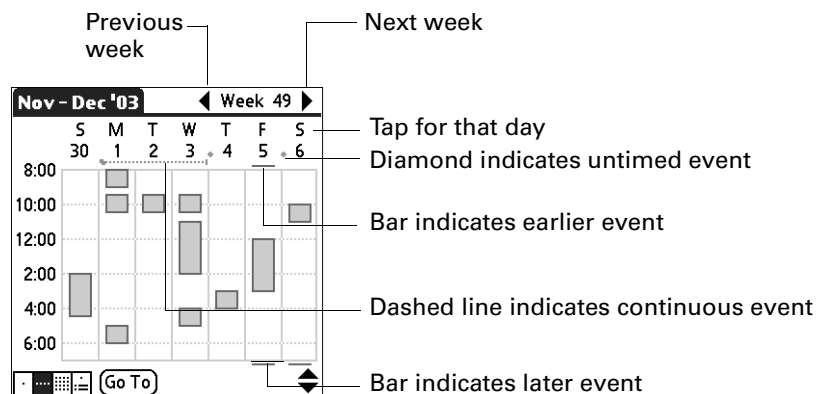 Previous
week
Next week
Nov - Dec '03
Week 49
S M T W T F S
30 1 2 3 4 5 6
Tap for that day
Diamond indicates untimed event
8:00
10:00
Bar indicates earlier event
12:00
2:00
Dashed line indicates continuous event
4:00
6:00
Go To
Bar indicates later event